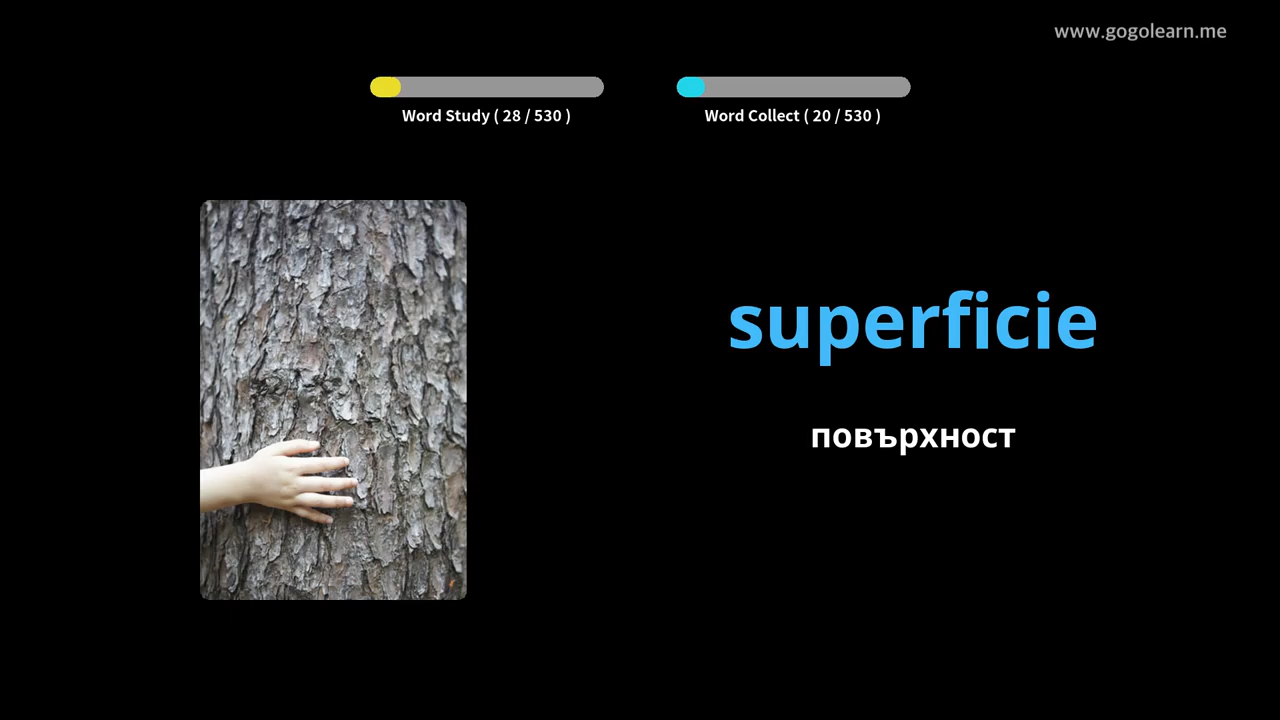 www.gogolearn.me
Word Study ( 28 / 530 )
Word Collect ( 20 / 530 )
superficie
повърхност